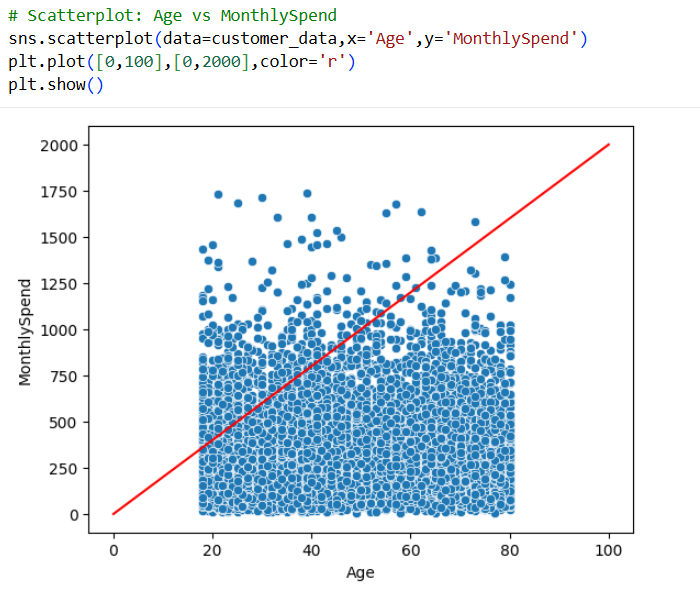 # Scatterplot: Age vs MonthlySpend
sns.scatterplot(data=customer_data,x='Age',y='MonthlySpend')
plt.plot([0,100],[0,2000],color='r')
plt.show()
2000
1750
1500
1250
1000
750
500
250
0
MonthlySpend
0 20 40 60 80 100
Age